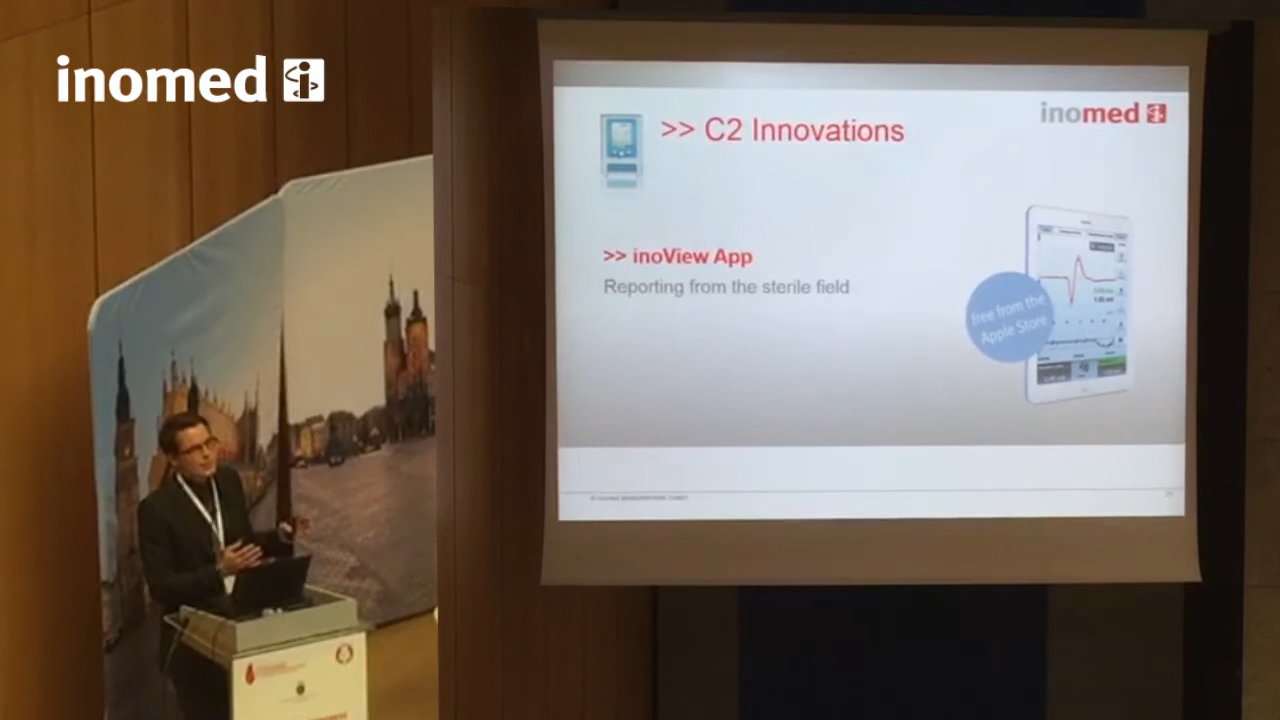 inomed
inomed
>> C2 Innovations
>> inoView App
Reporting from the sterile field
free from the
Apple Store